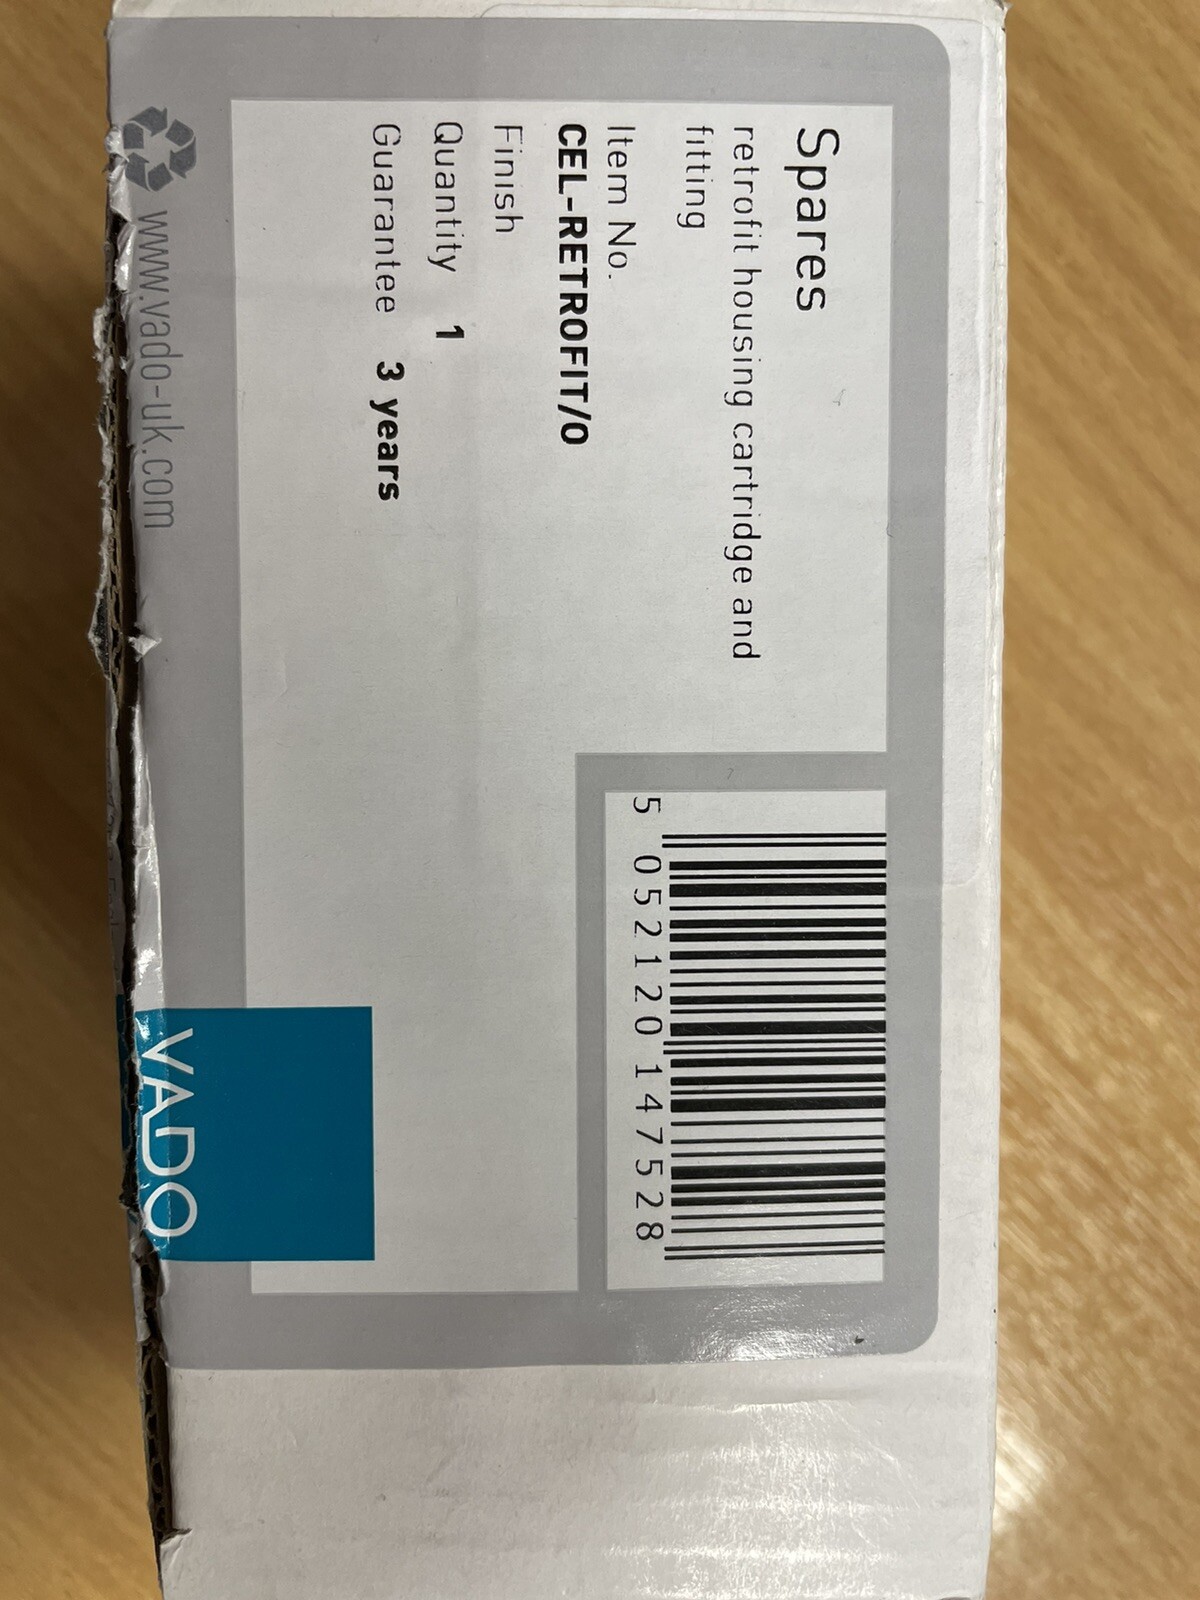 Spares
retrofit housing cartridge and
fitting
Item No.
CEL-RETROFIT/0
Finish
Quantity 1
Guarantee 3 years
5 052120 147528
www.vado-uk.com
VADO